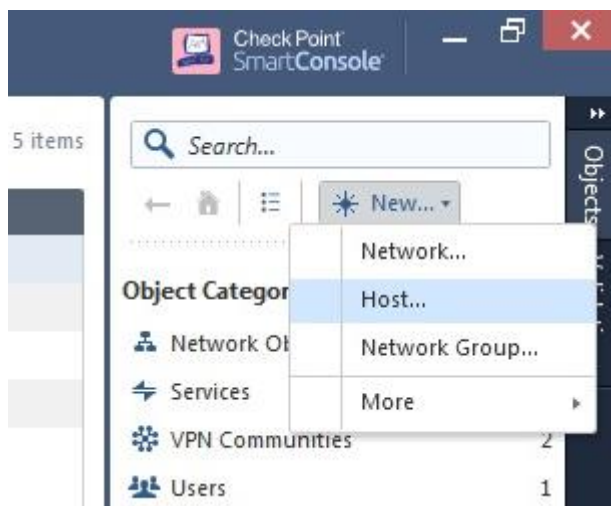 Check Point
SmartConsole
5 items
Search...
New...
Objects
Network...
Object Categor
Host...
Network Ob
Network Group...
Services
More
VPN Communities 2
Users 1